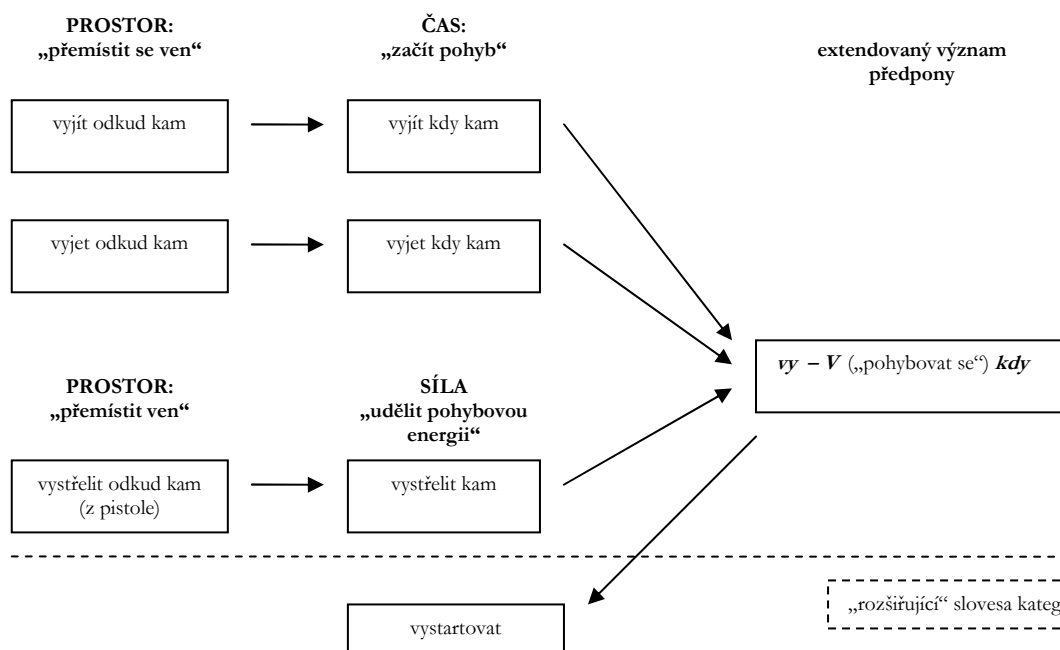 PROSTOR:
„přemístit se ven“
ČAS:
„začít pohyb“
extendovaný význam
předpony
vyjít odkud kam
vyjít kdy kam
vyjet odkud kam
vyjet kdy kam
vy – V („pohybovat se“) kdy
PROSTOR:
„přemístit ven“
SÍLA
„udělit pohybovou
energii“
vystřelit odkud kam
(z pistole)
vystřelit kam
„rozšiřující“ slovesa kateg
vystartovat